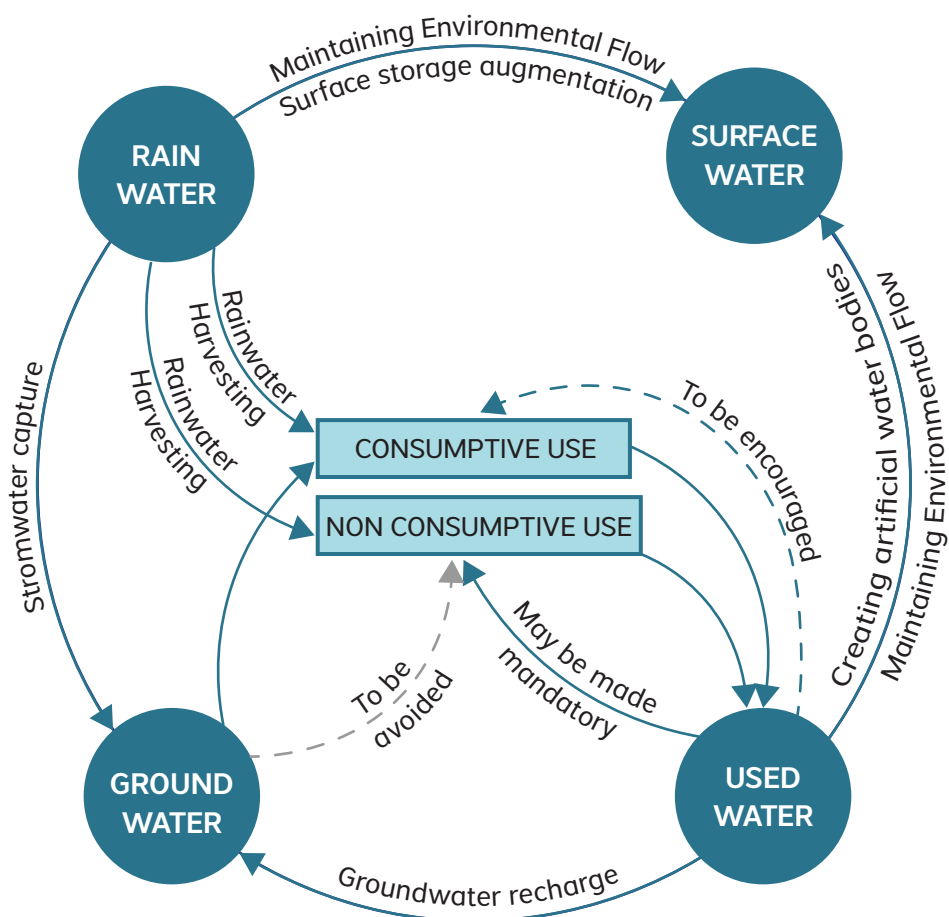 Maintaining Environmental Flow
Surface storage augmentation
RAIN
WATER
SURFACE
WATER
Rainwater
Harvesting
Rainwater
Harvesting
Stromwater capture
CONSUMPTIVE USE
NON CONSUMPTIVE USE
To be encouraged
Creating artificial water bodies
Maintaining Environmental Flow
To be
avoided
May be made
mandatory
GROUND
WATER
USED
WATER
Groundwater recharge